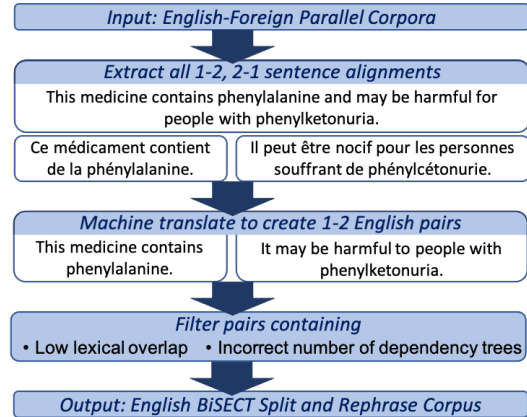 Input: English-Foreign Parallel Corpora
Extract all 1-2, 2-1 sentence alignments
This medicine contains phenylalanine and may be harmful for
people with phenylketonuria.
Ce médicament contient
de la phénylalanine.
Il peut être nocif pour les personnes
souffrant de phénylcétonurie.
Machine translate to create 1-2 English pairs
This medicine contains
phenylalanine.
It may be harmful to people with
phenylketonuria.
Filter pairs containing
• Low lexical overlap • Incorrect number of dependency trees
Output: English BiSECT Split and Rephrase Corpus